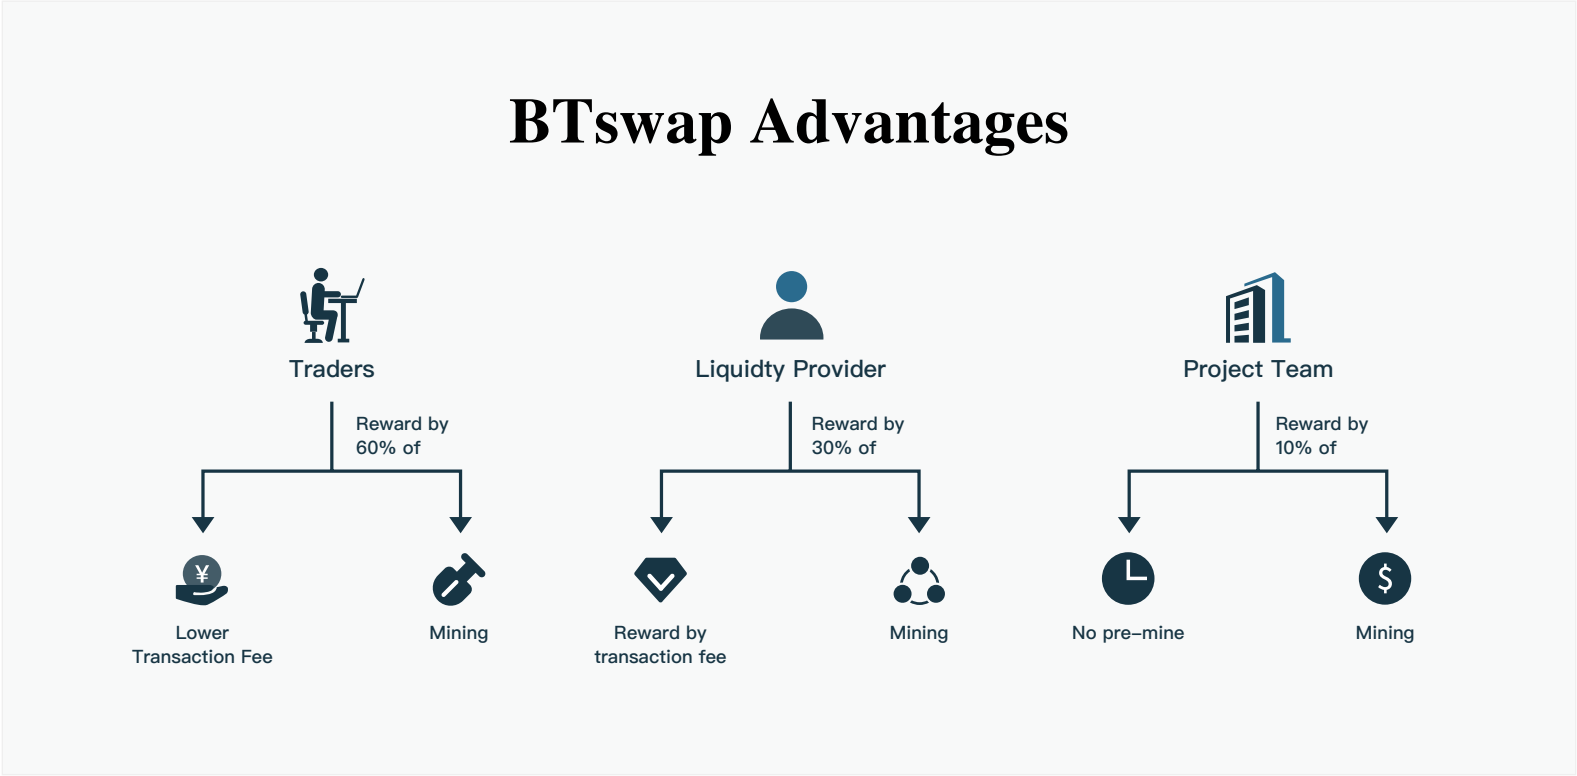 BTswap Advantages
Traders
Reward by
60% of
¥
Lower
Transaction Fee
Mining
Liquidty Provider
Reward by
30% of
Reward by
transaction fee
Mining
Project Team
Reward by
10% of
No pre-mine
$
Mining